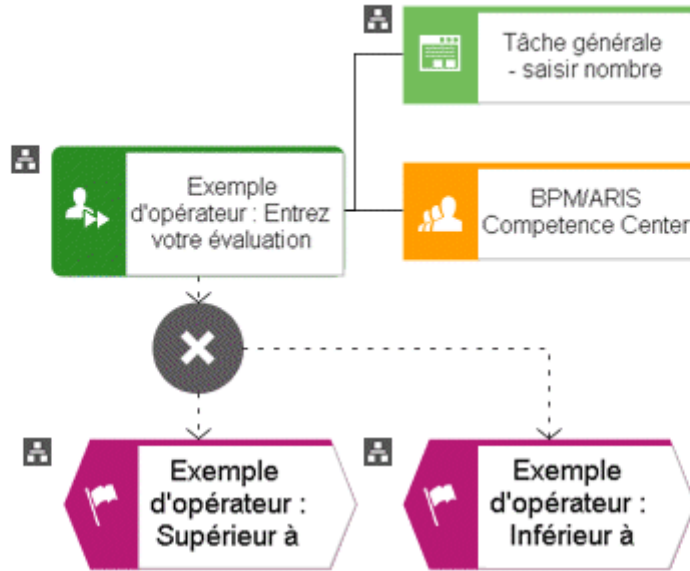 Tâche générale
- saisir nombre
Exemple
d'opérateur : Entrez
votre évaluation
BPM/ARIS
Competence Center
Exemple
d'opérateur :
Supérieur à
Exemple
d'opérateur :
Inférieur à